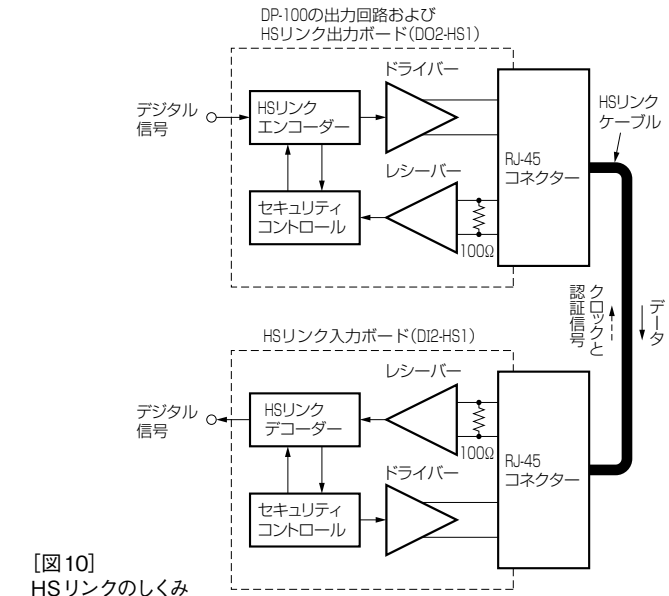 DP-100の出力回路および
HSリンク出力ボード(DO2-HS1)
ドライバー
デジタル
信号
HSリンク
エンコーダー
HSリンク
ケーブル
RJ-45
コネクター
レシーバー
セキュリティ
コントロール
100Ω
クロックと
認証信号
データ
HSリンク入力ボード(DI2-HS1)
レシーバー
デジタル
信号
HSリンク
デコーダー
100Ω
RJ-45
コネクター
ドライバー
セキュリティ
コントロール
[図10]
HSリンクのしくみ